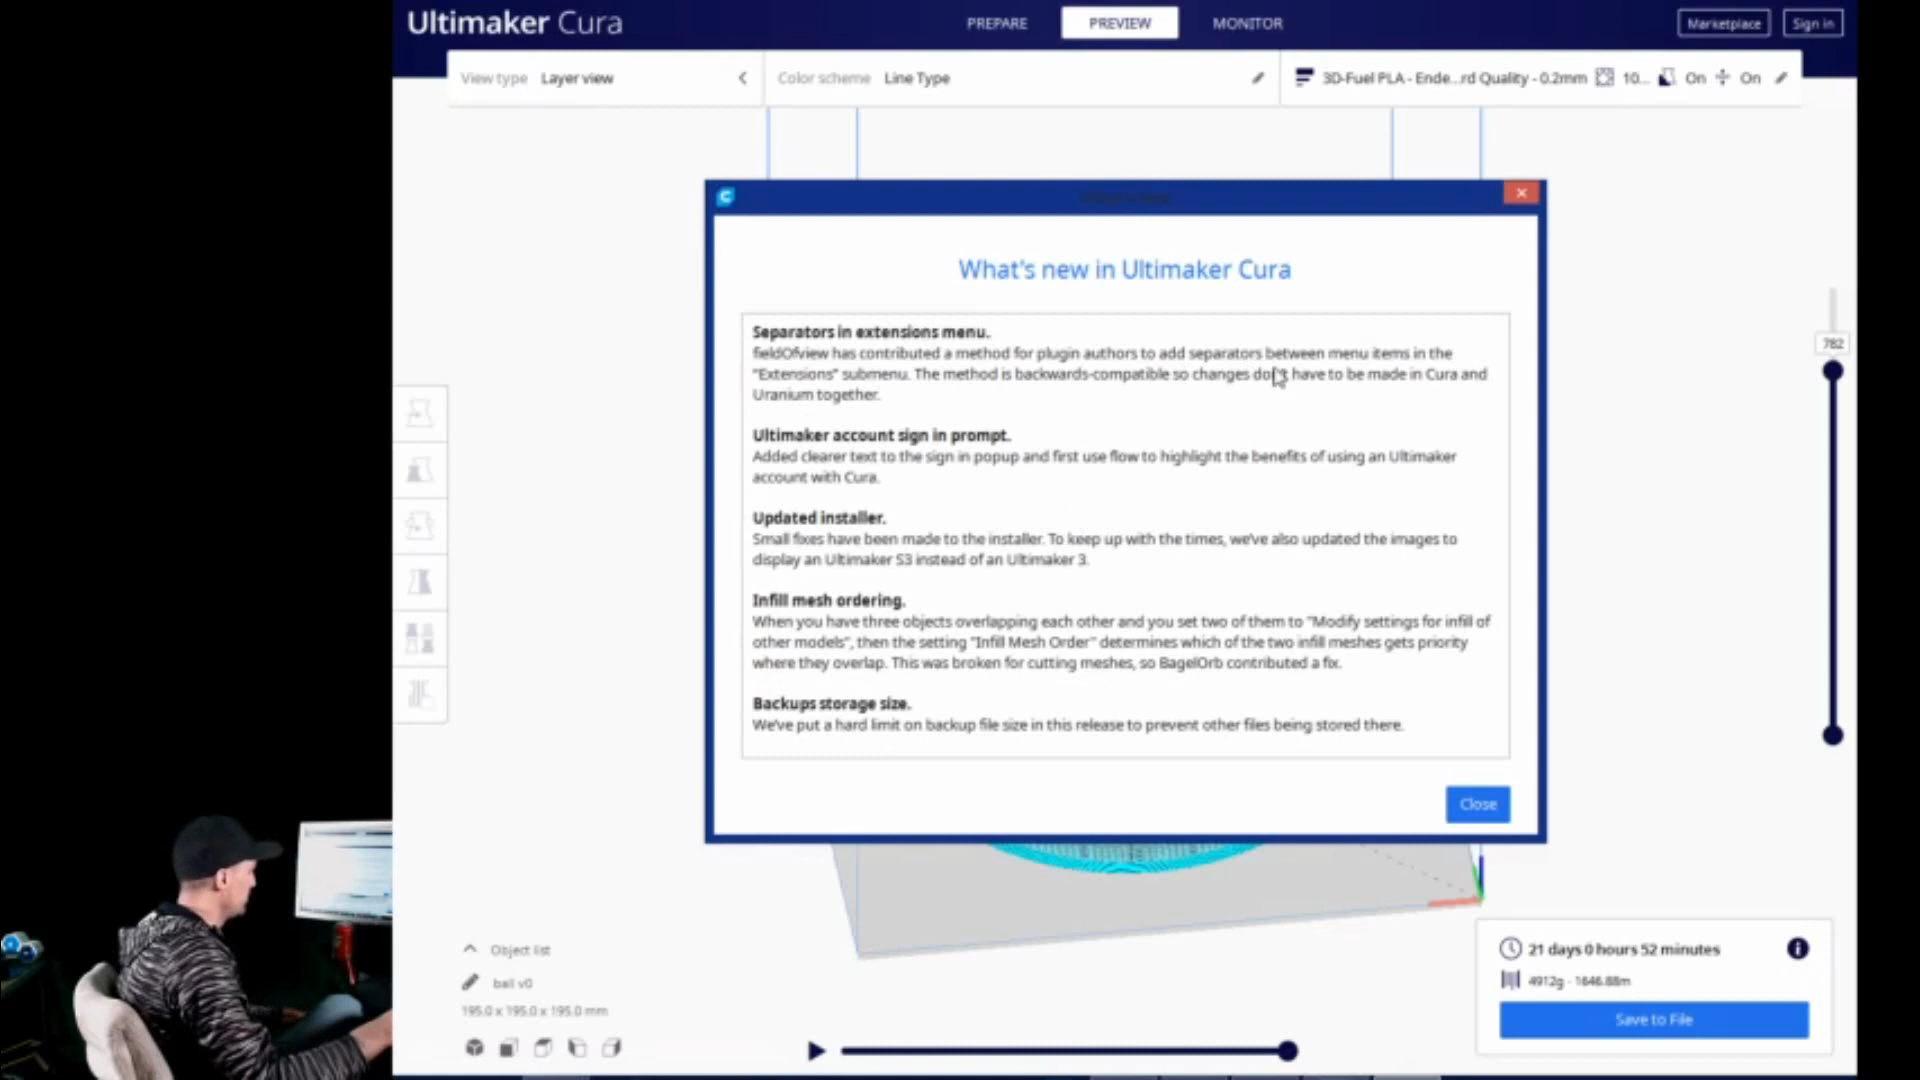 Ultimaker Cura
PREPARE
PREVIEW
MONITOR
Marketplace
Sign in
View type Layer view
Color scheme Line Type
3D-Fuel PLA - Ende...rd Quality - 0.2mm 10... On On
What's new in Ultimaker Cura
Separators in extensions menu.
fieldOfview has contributed a method for plugin authors to add separators between menu items in the
"Extensions" submenu. The method is backwards-compatible so changes don't have to be made in Cura and
Uranium together.
Ultimaker account sign in prompt.
Added clearer text to the sign in popup and first use flow to highlight the benefits of using an Ultimaker
account with Cura.
Updated installer.
Small fixes have been made to the installer. To keep up with the times, we've also updated the images to
display an Ultimaker S3 instead of an Ultimaker 3.
Infill mesh ordering.
When you have three objects overlapping each other and you set two of them to "Modify settings for infill of
other models", then the setting "Infill Mesh Order" determines which of the two infill meshes gets priority
where they overlap. This was broken for cutting meshes, so BagelOrb contributed a fix.
Backups storage size.
We've put a hard limit on backup file size in this release to prevent other files being stored there.
Close
782
Object list
ball v0
195.0 x 195.0 x 195.0 mm
21 days 0 hours 52 minutes
4912g · 1646.88m
Save to File